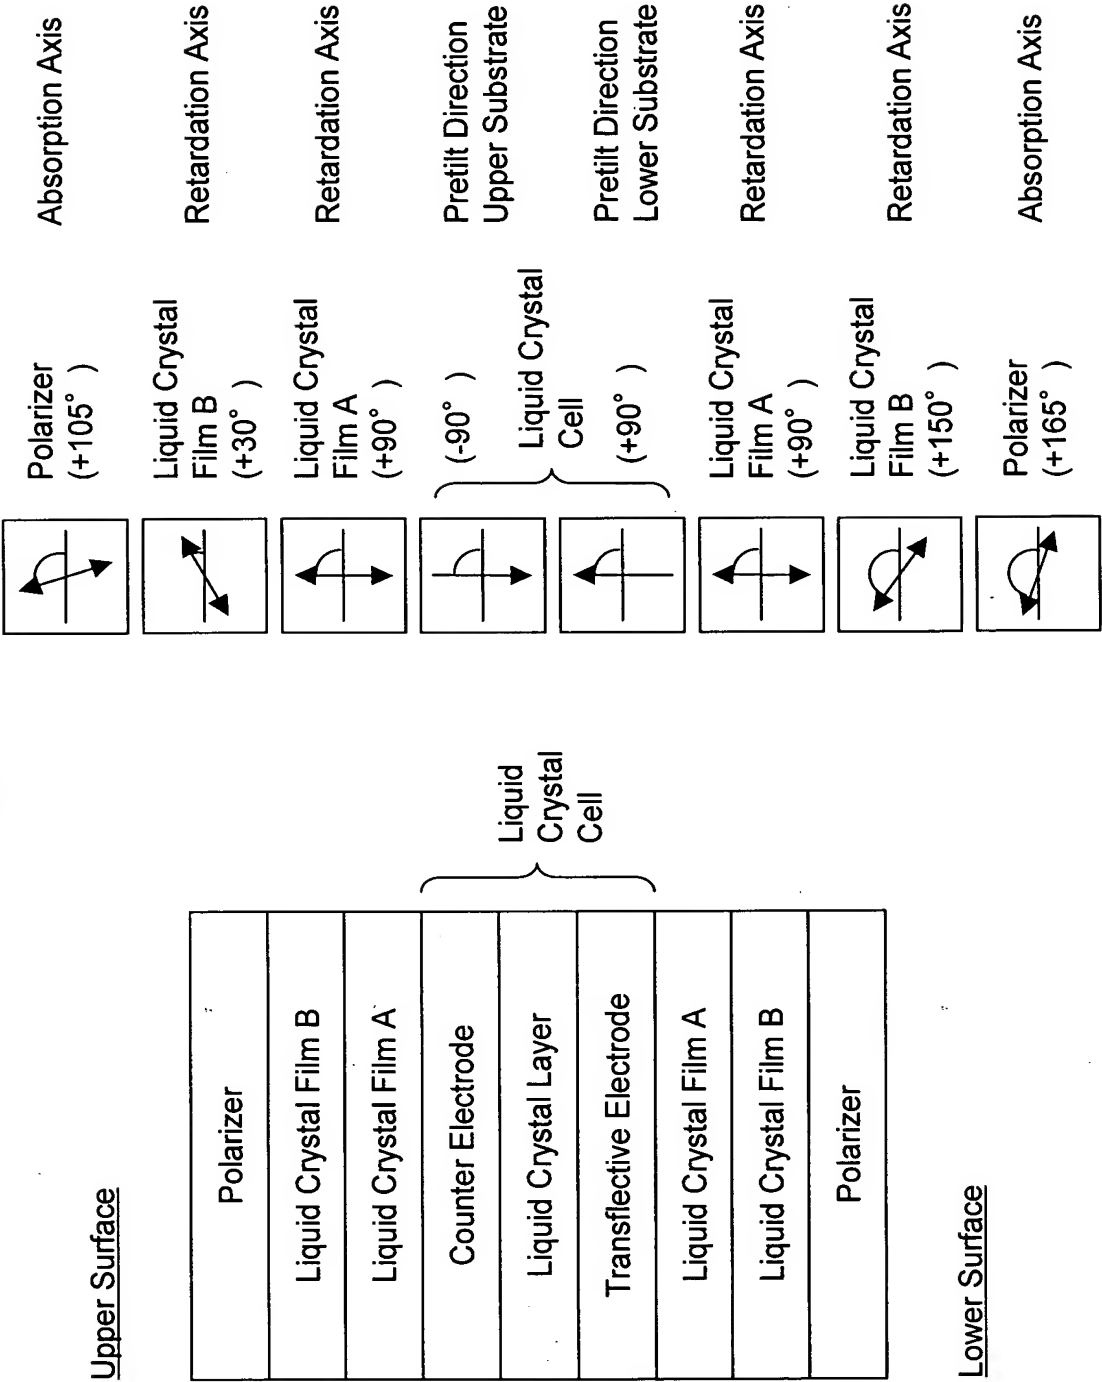 Upper Surface
Polarizer
Liquid Crystal Film B
Liquid Crystal Film A
Counter Electrode
Liquid Crystal Layer
Transflective Electrode
Liquid Crystal Film A
Liquid Crystal Film B
Polarizer
Lower Surface
Liquid
Crystal
Cell
Polarizer
(+105° )
Absorption Axis
Liquid Crystal
Film B
(+30° )
Retardation Axis
Liquid Crystal
Film A
(+90° )
Retardation Axis
(-90° )
Pretilt Direction
Upper Substrate
Liquid Crystal
Cell
(+90° )
Pretilt Direction
Lower Substrate
Liquid Crystal
Film A
(+90° )
Retardation Axis
Liquid Crystal
Film B
(+150° )
Retardation Axis
Polarizer
(+165° )
Absorption Axis